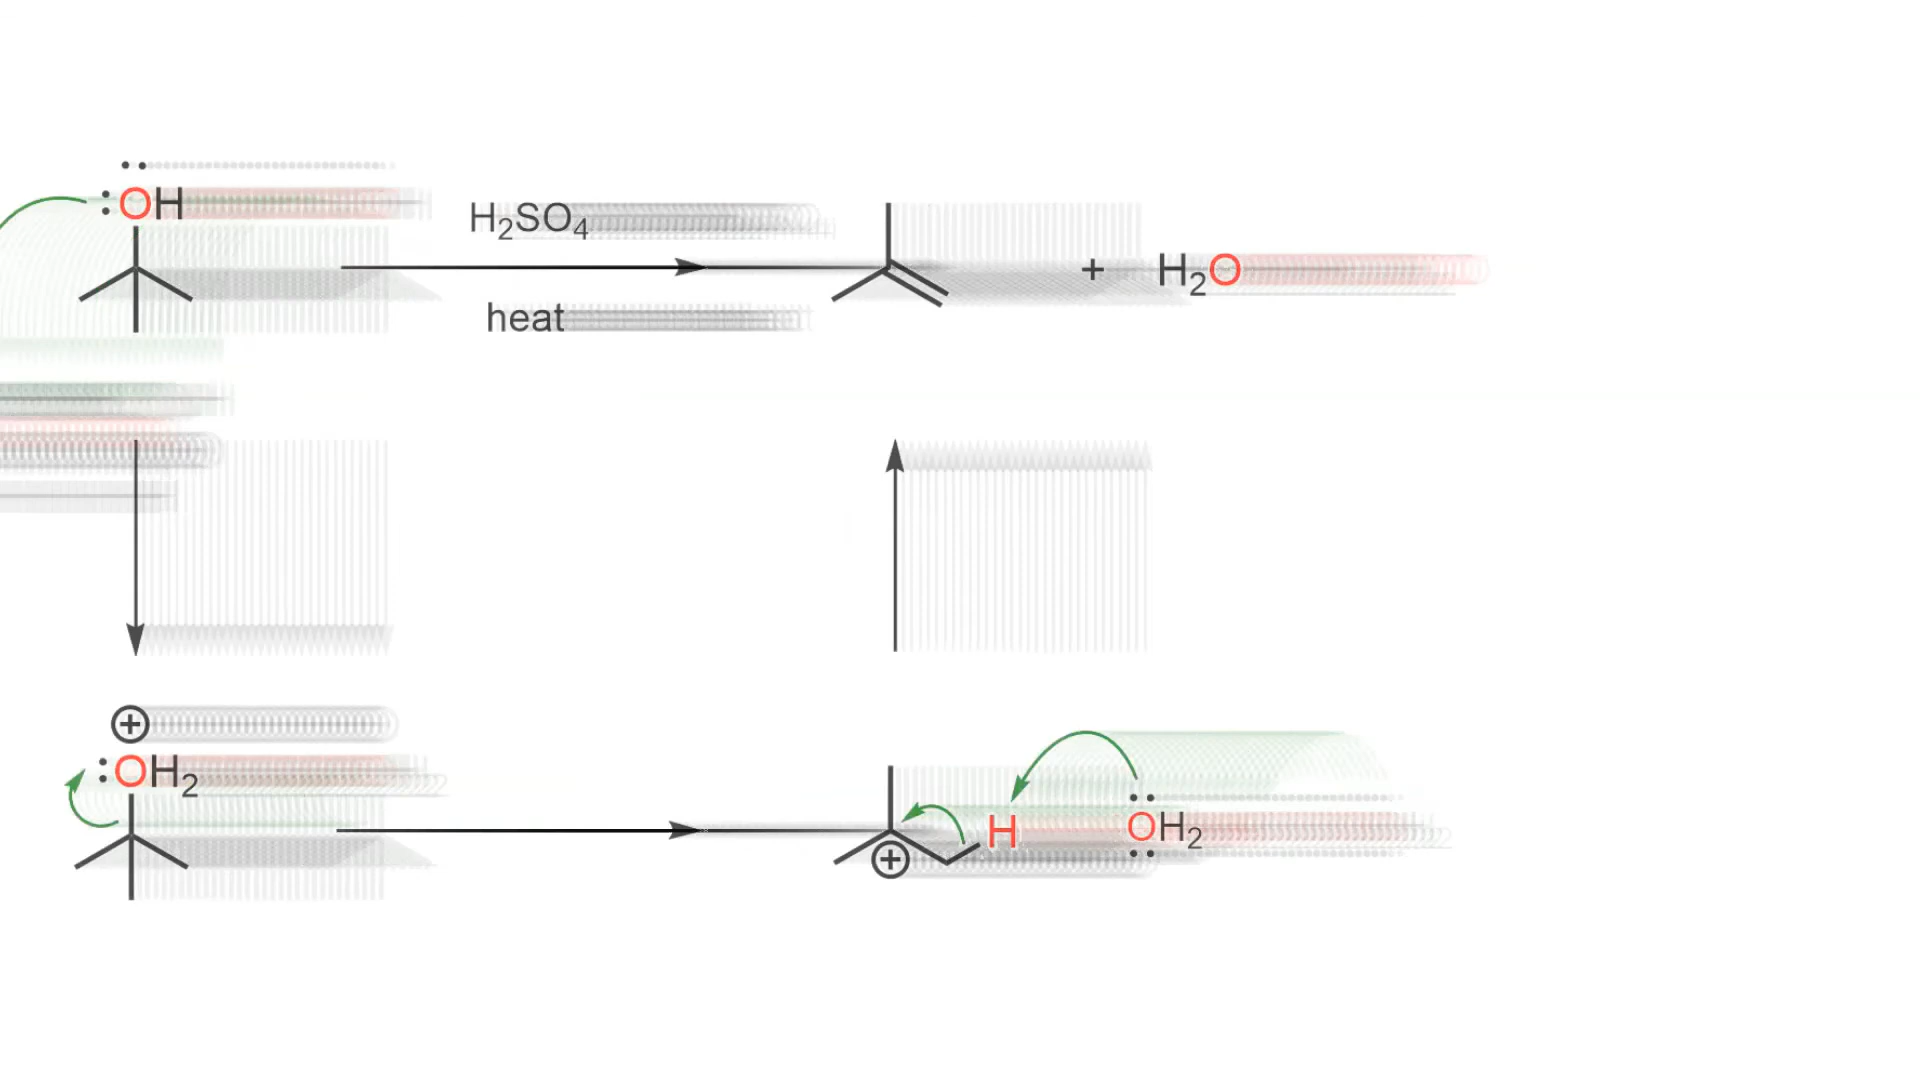 :OH
H₂SO₄
heat
+ H₂O
⊕
:OH₂
H OH₂
⊕